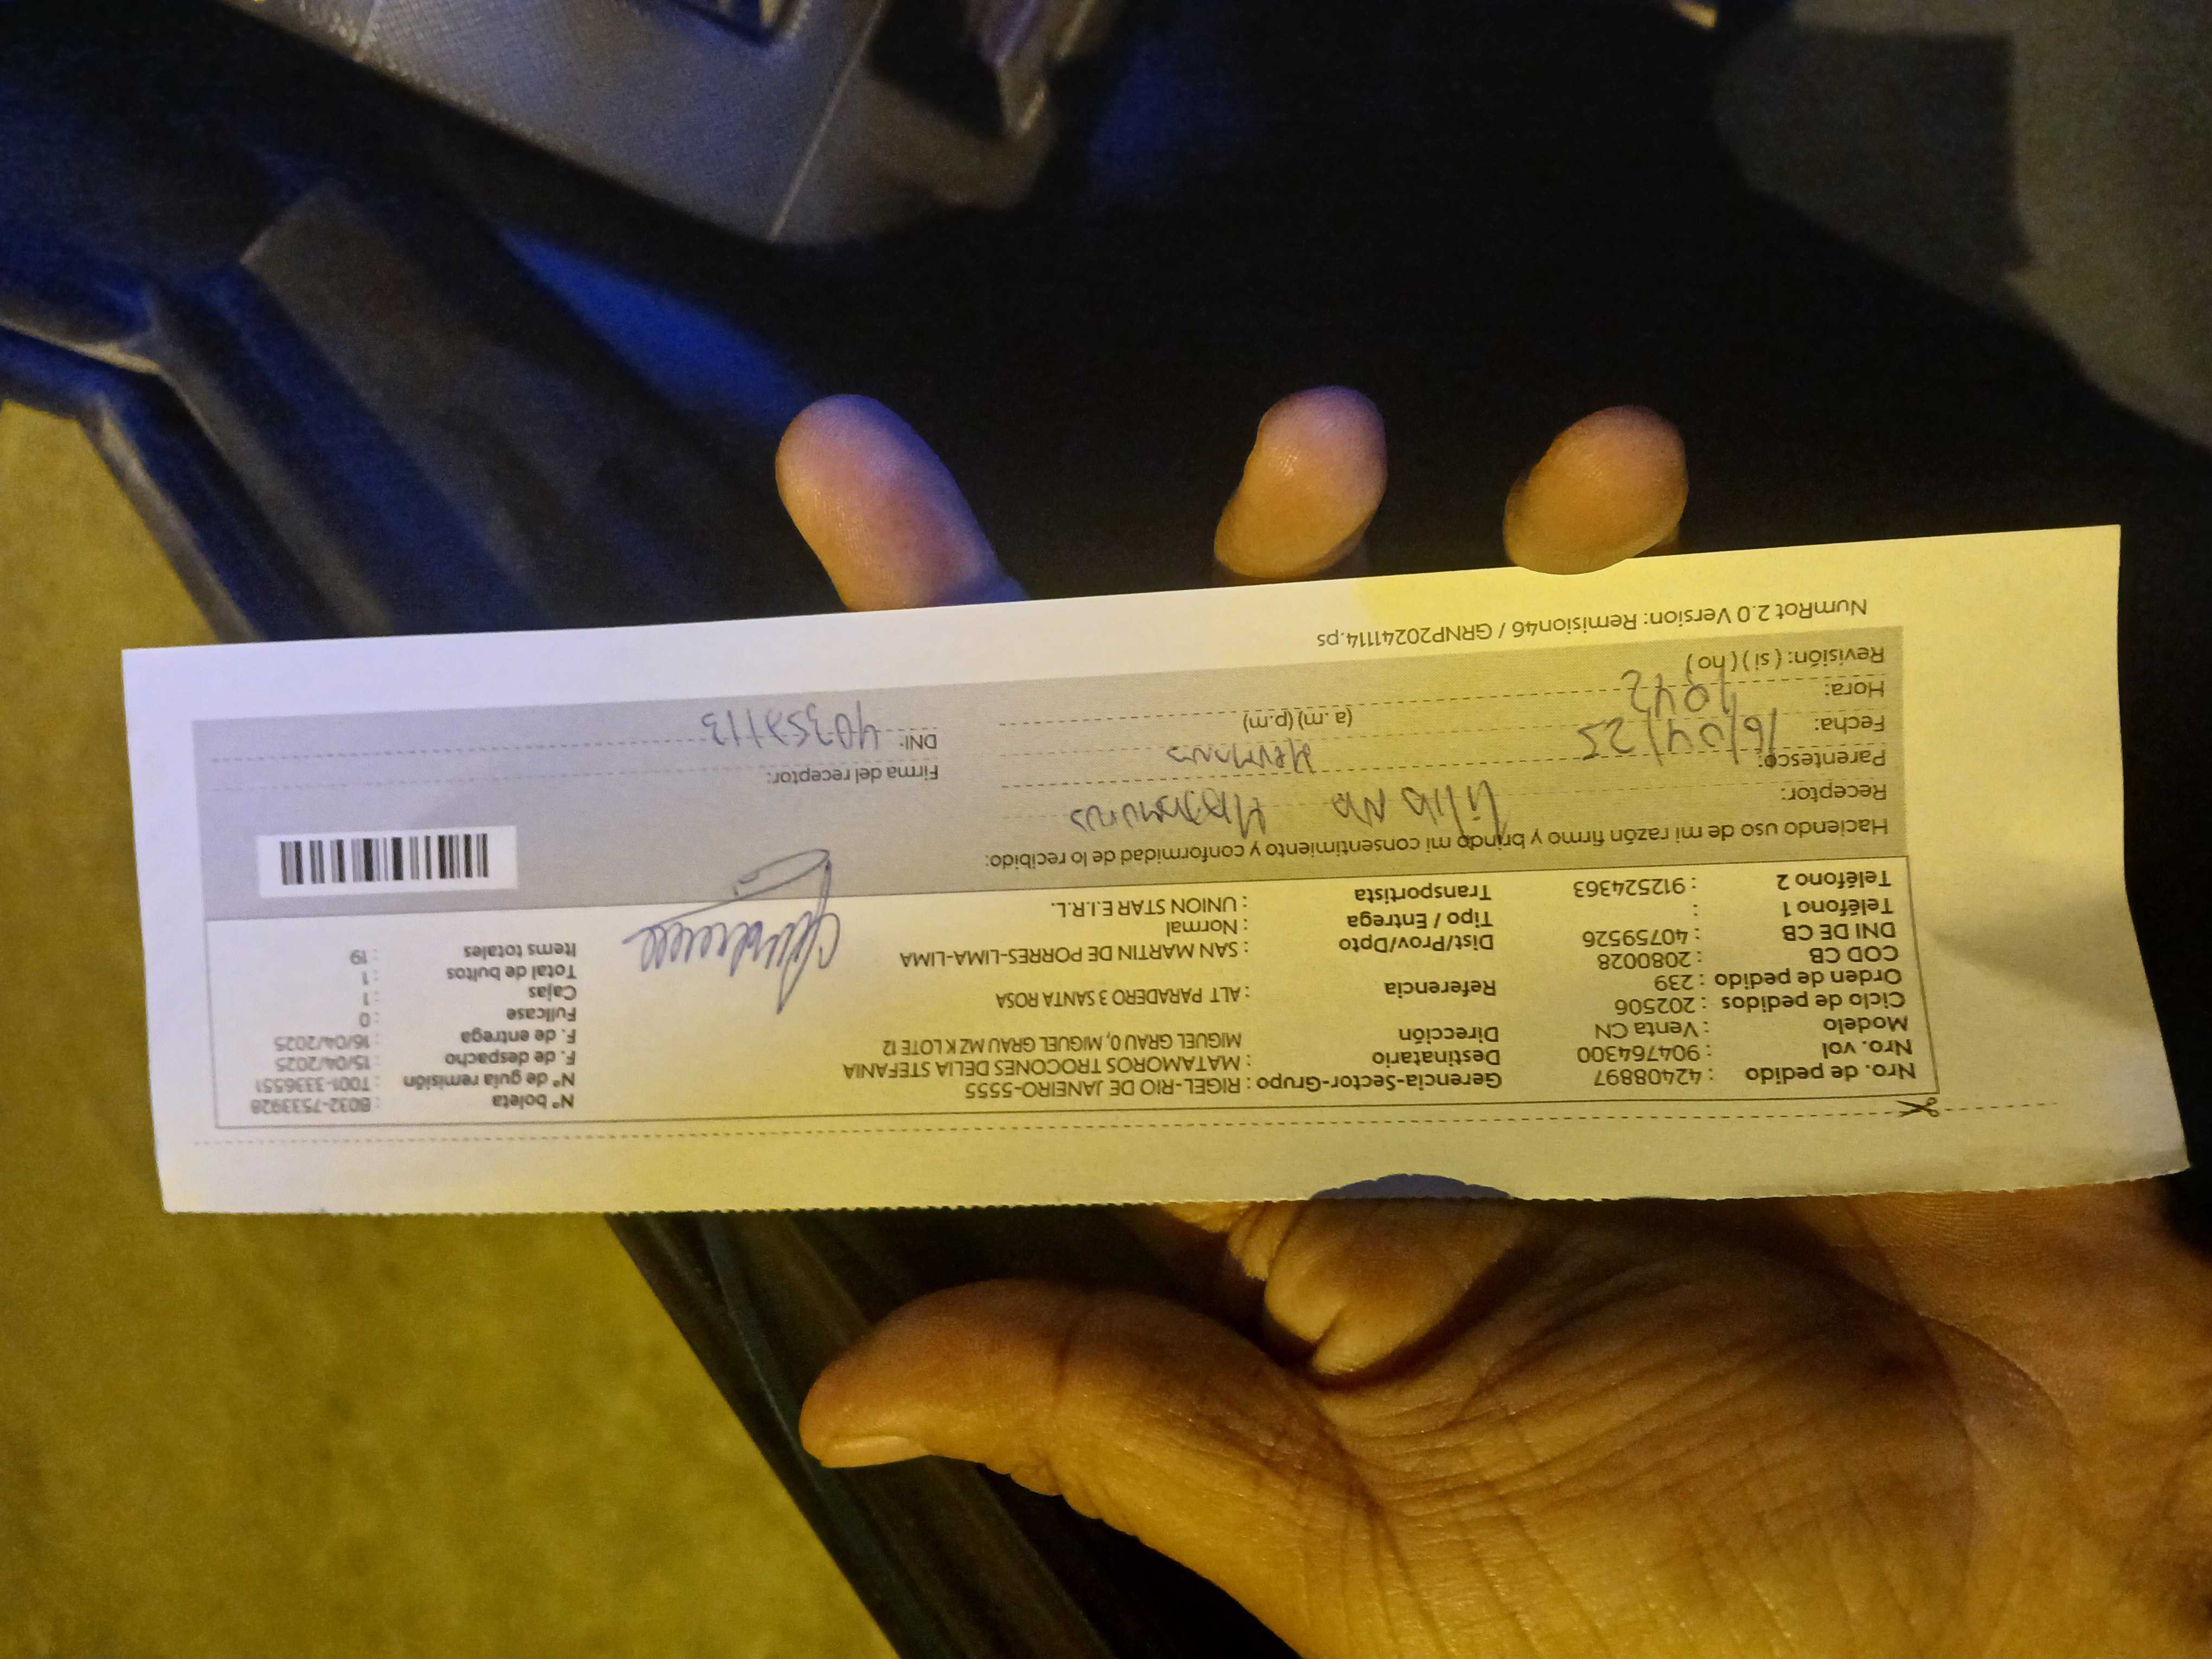 Nro. de pedido : 42408897 Gerencia-Sector-Grupo : RIGEL-RIO DE JANEIRO-5555 N° boleta : B032-7533928
Nro. vol : 904764300 Destinatario : MATAMOROS TROCONES DELIA STEFANIA N° de guía remisión : T001-3336551
Modelo : Venta CN Dirección MIGUEL GRAU 0, MIGUEL GRAU MZ K LOTE 12 F. de despacho : 15/04/2025
Ciclo de pedidos : 202506 F. de entrega : 16/04/2025
Orden de pedido : 239 Referencia : ALT PARADERO 3 SANTA ROSA Fullcase : 0
COD CB : 2080028 Dist/Prov/Dpto : SAN MARTIN DE PORRES-LIMA-LIMA Cajas : 1
DNI DE CB : 40759526 Tipo / Entrega : Normal Total de bultos : 1
Teléfono 1 : Transportista : UNION STAR E.I.R.L. Items totales : 19
Teléfono 2 : 912524363
Haciendo uso de mi razón firmo y brindo mi consentimiento y conformidad de lo recibido:
Receptor: Matamoros
Parentesco: Hermana Firma del receptor:
Fecha: 16/04/25 (a.m) (p.m) DNI:
Hora: 1842
Revisión: (si) (no)
NumRot 2.0 Version: Remision46 / GRNP20241114.ps